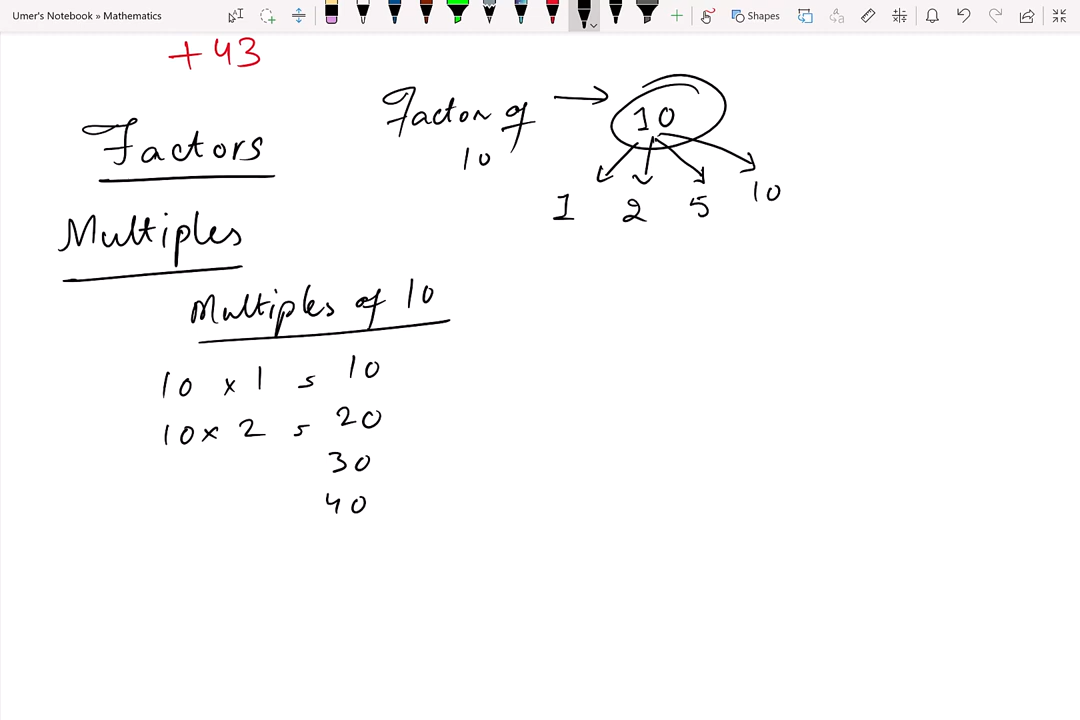 Umer's Notebook » Mathematics
Shapes
+43
Factor of → 10
10
1 2 5 10
Factors
Multiples
Multiples of 10
10 x 1 = 10
10 x 2 = 20
30
40